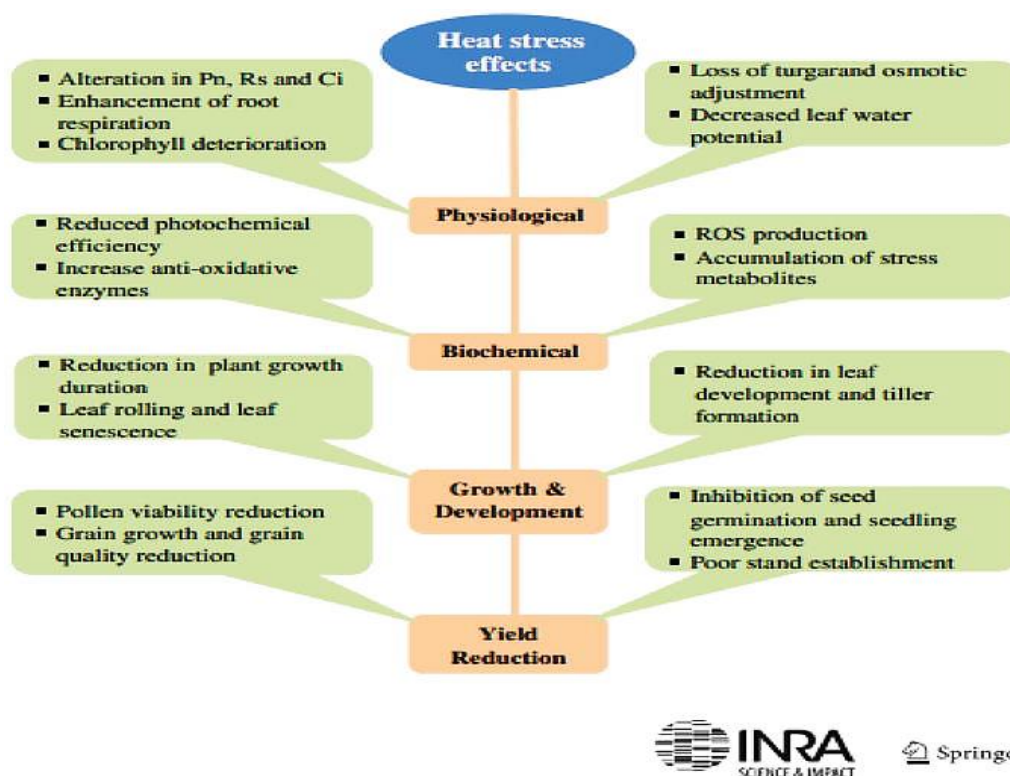 Heat stress
effects
▪ Alteration in Pn, Rs and Ci
▪ Enhancement of root
respiration
▪ Chlorophyll deterioration
▪ Loss of turgarand osmotic
adjustment
▪ Decreased leaf water
potential
Physiological
▪ Reduced photochemical
efficiency
▪ Increase anti-oxidative
enzymes
▪ ROS production
▪ Accumulation of stress
metabolites
Biochemical
▪ Reduction in plant growth
duration
▪ Leaf rolling and leaf
senescence
▪ Reduction in leaf
development and tiller
formation
Growth &
Development
▪ Pollen viability reduction
▪ Grain growth and grain
quality reduction
▪ Inhibition of seed
germination and seedling
emergence
▪ Poor stand establishment
Yield
Reduction
INRA
SCIENCE & IMPACT